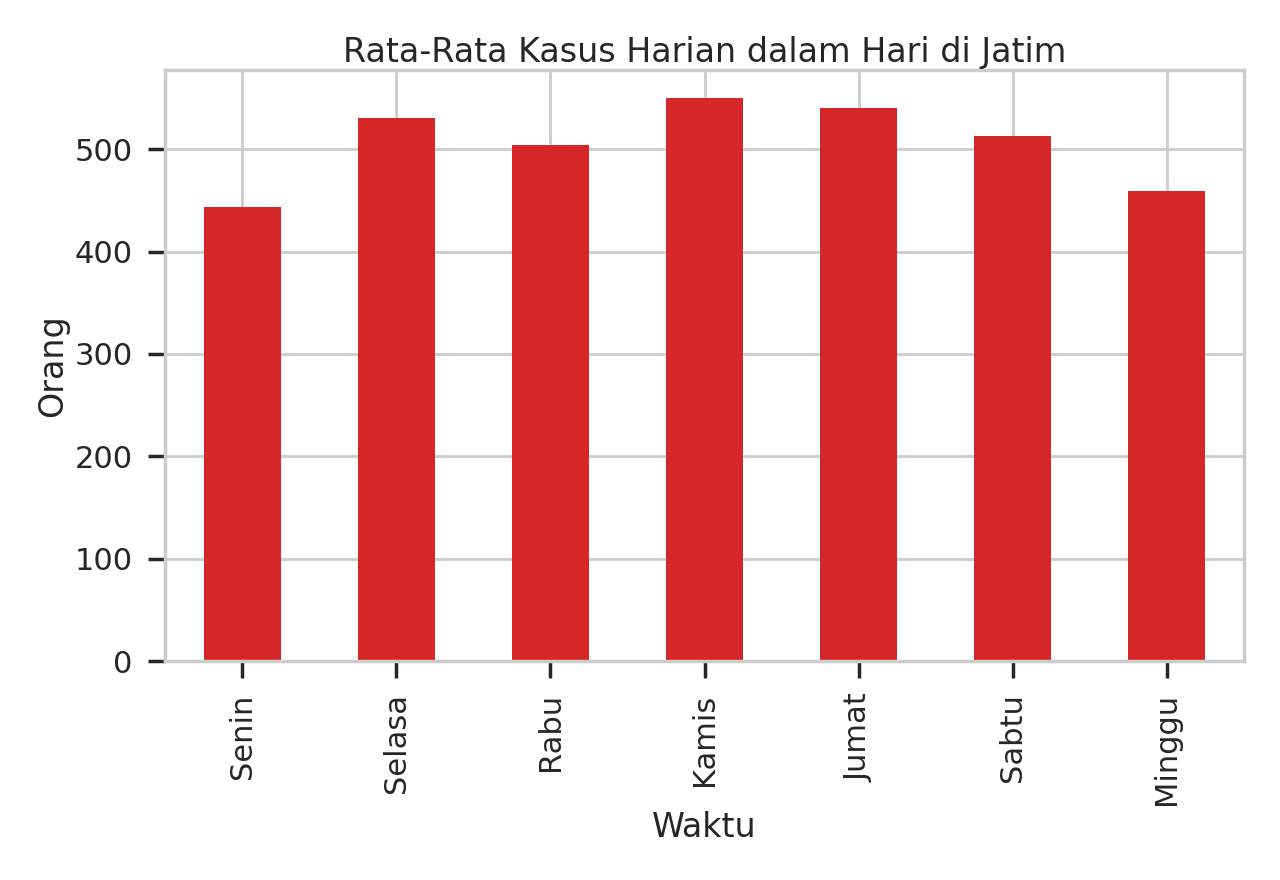 Rata-Rata Kasus Harian dalam Hari di Jatim
Orang
500
400
300
200
100
0
Senin
Selasa
Rabu
Kamis
Jumat
Sabtu
Minggu
Waktu